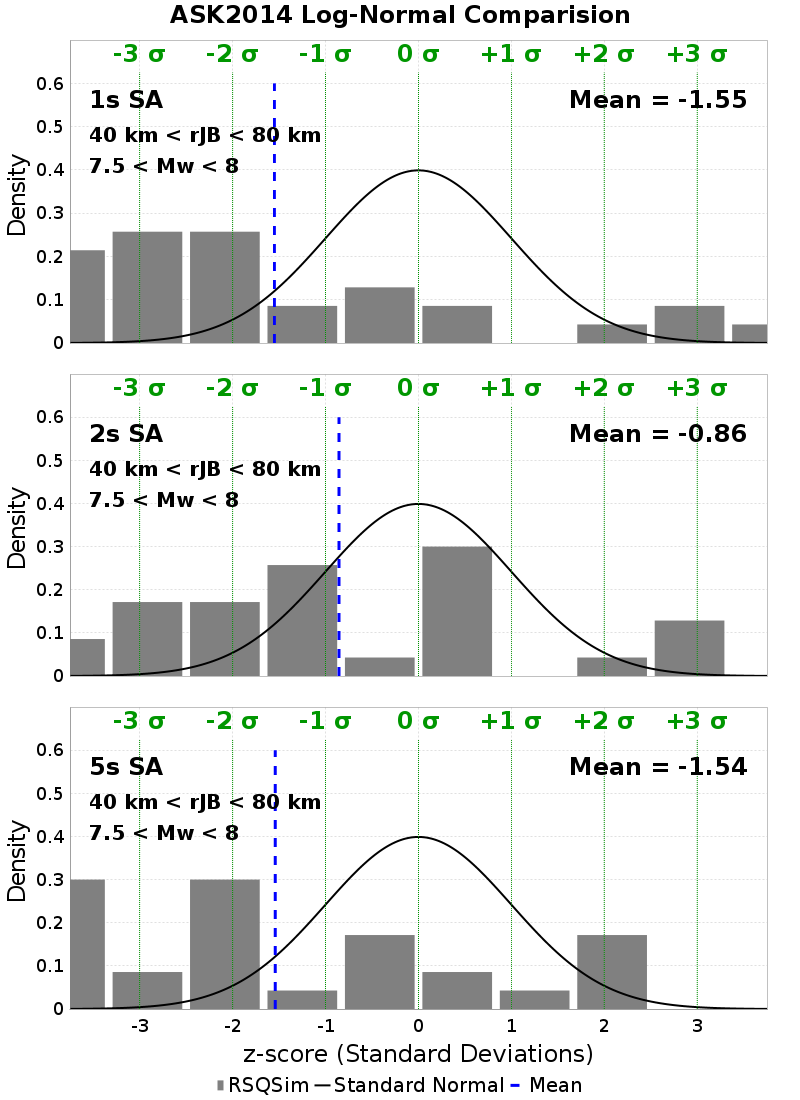 ASK2014 Log-Normal Comparision
-3 σ -2 σ -1 σ 0 σ +1 σ +2 σ +3 σ
0.6
1s SA Mean = -1.55
0.5
40 km < rJB < 80 km
7.5 < Mw < 8
0.4
0.3
0.2
0.1
0
Density
-3 σ -2 σ -1 σ 0 σ +1 σ +2 σ +3 σ
0.6
2s SA Mean = -0.86
0.5
40 km < rJB < 80 km
7.5 < Mw < 8
0.4
0.3
0.2
0.1
0
Density
-3 σ -2 σ -1 σ 0 σ +1 σ +2 σ +3 σ
0.6
5s SA Mean = -1.54
0.5
40 km < rJB < 80 km
7.5 < Mw < 8
0.4
0.3
0.2
0.1
0
Density
-3 -2 -1 0 1 2 3
z-score (Standard Deviations)
RSQSim Standard Normal Mean